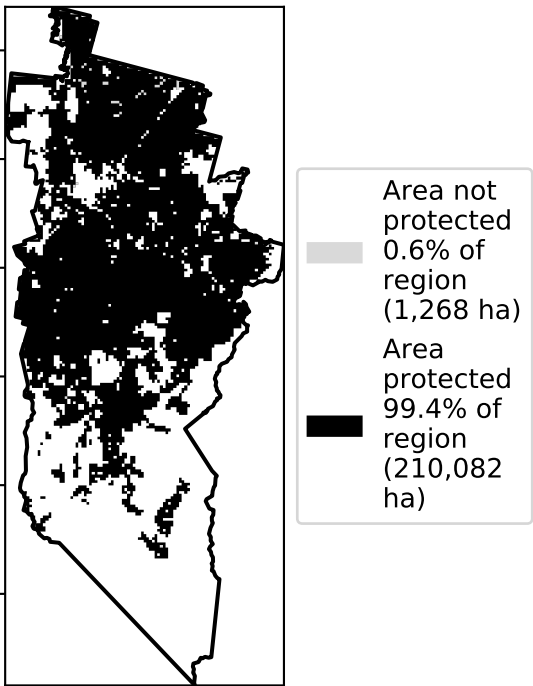 Area not
protected
0.6% of
region
(1,268 ha)
Area
protected
99.4% of
region
(210,082
ha)